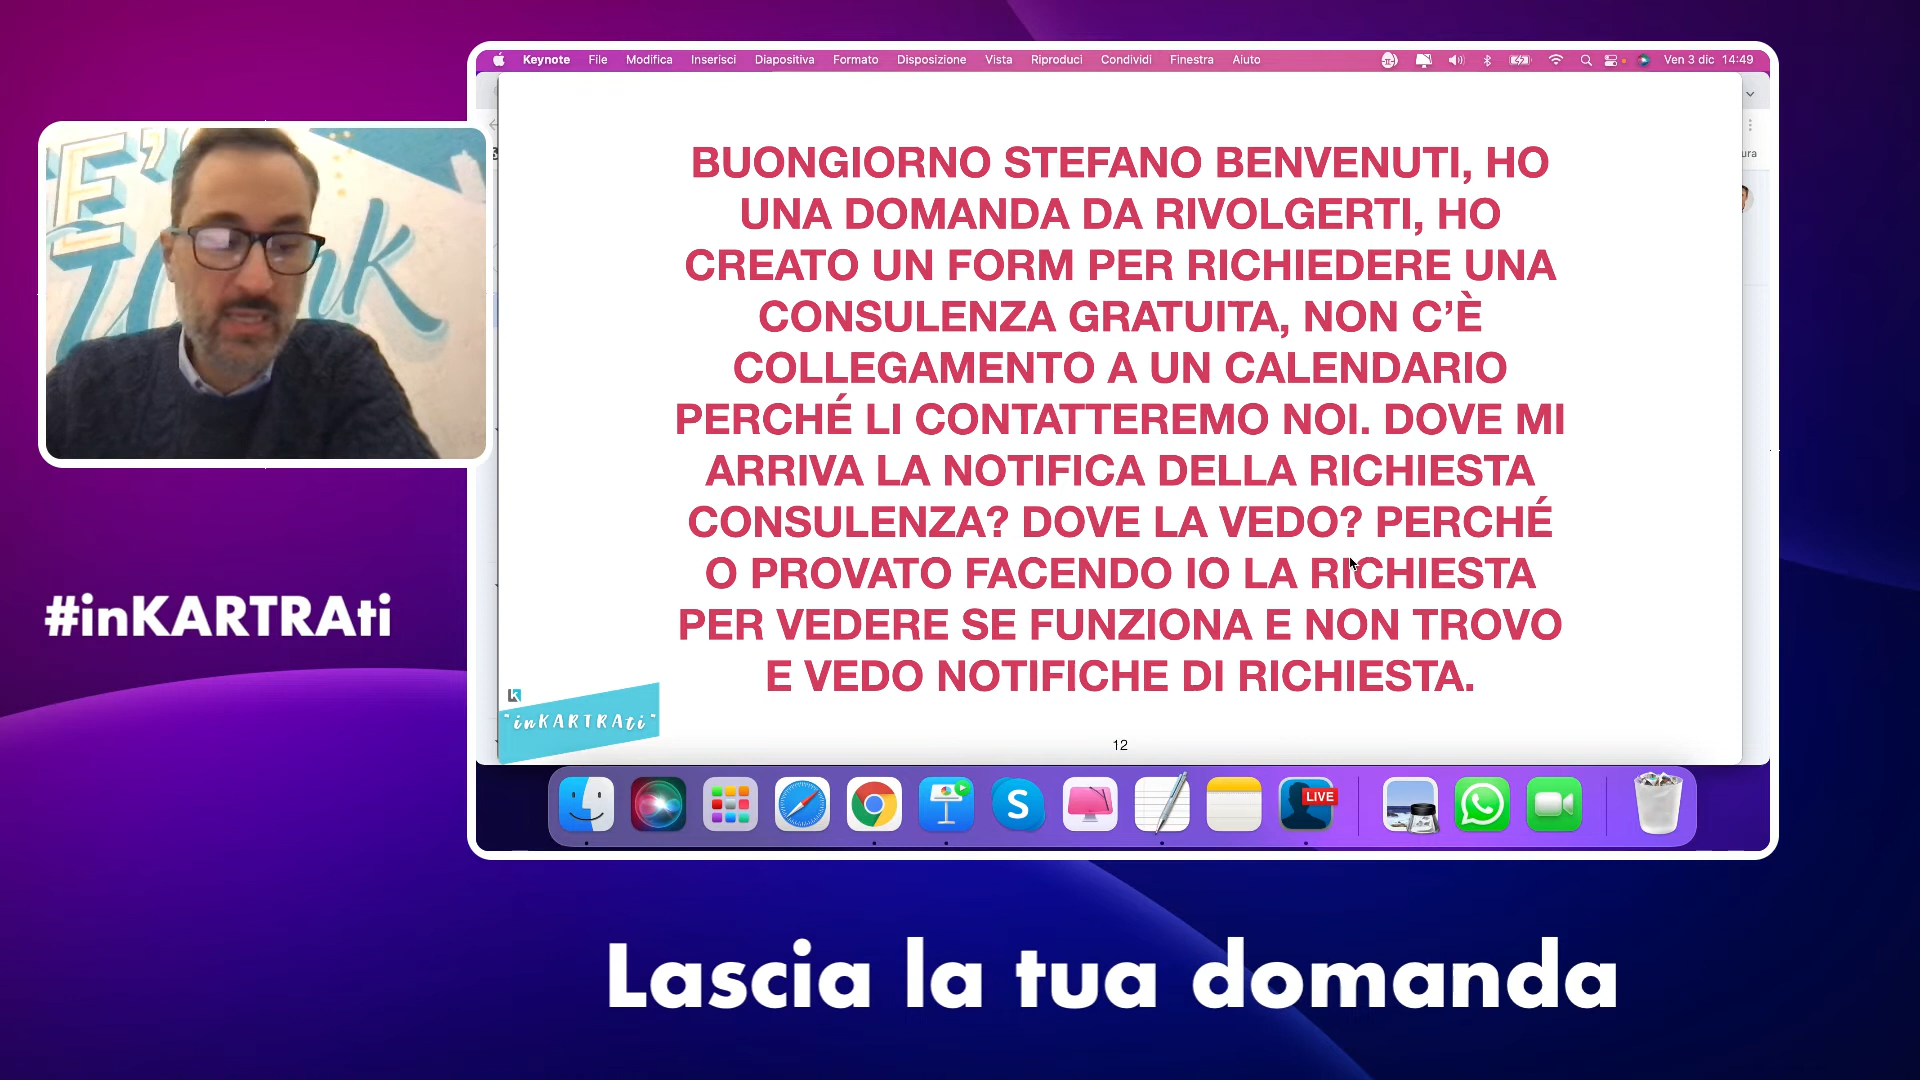 Keynote File Modifica Inserisci Diapositiva Formato Disposizione Vista Riproduci Condividi Finestra Aiuto Ven 3 dic 14:49
ura
BUONGIORNO STEFANO BENVENUTI, HO
UNA DOMANDA DA RIVOLGERTI, HO
CREATO UN FORM PER RICHIEDERE UNA
CONSULENZA GRATUITA, NON C’È
COLLEGAMENTO A UN CALENDARIO
PERCHÉ LI CONTATTEREMO NOI. DOVE MI
ARRIVA LA NOTIFICA DELLA RICHIESTA
CONSULENZA? DOVE LA VEDO? PERCHÉ
O PROVATO FACENDO IO LA RICHIESTA
PER VEDERE SE FUNZIONA E NON TROVO
E VEDO NOTIFICHE DI RICHIESTA.
"inKARTRAti"
12
LIVE
#inKARTRAti
Lascia la tua domanda